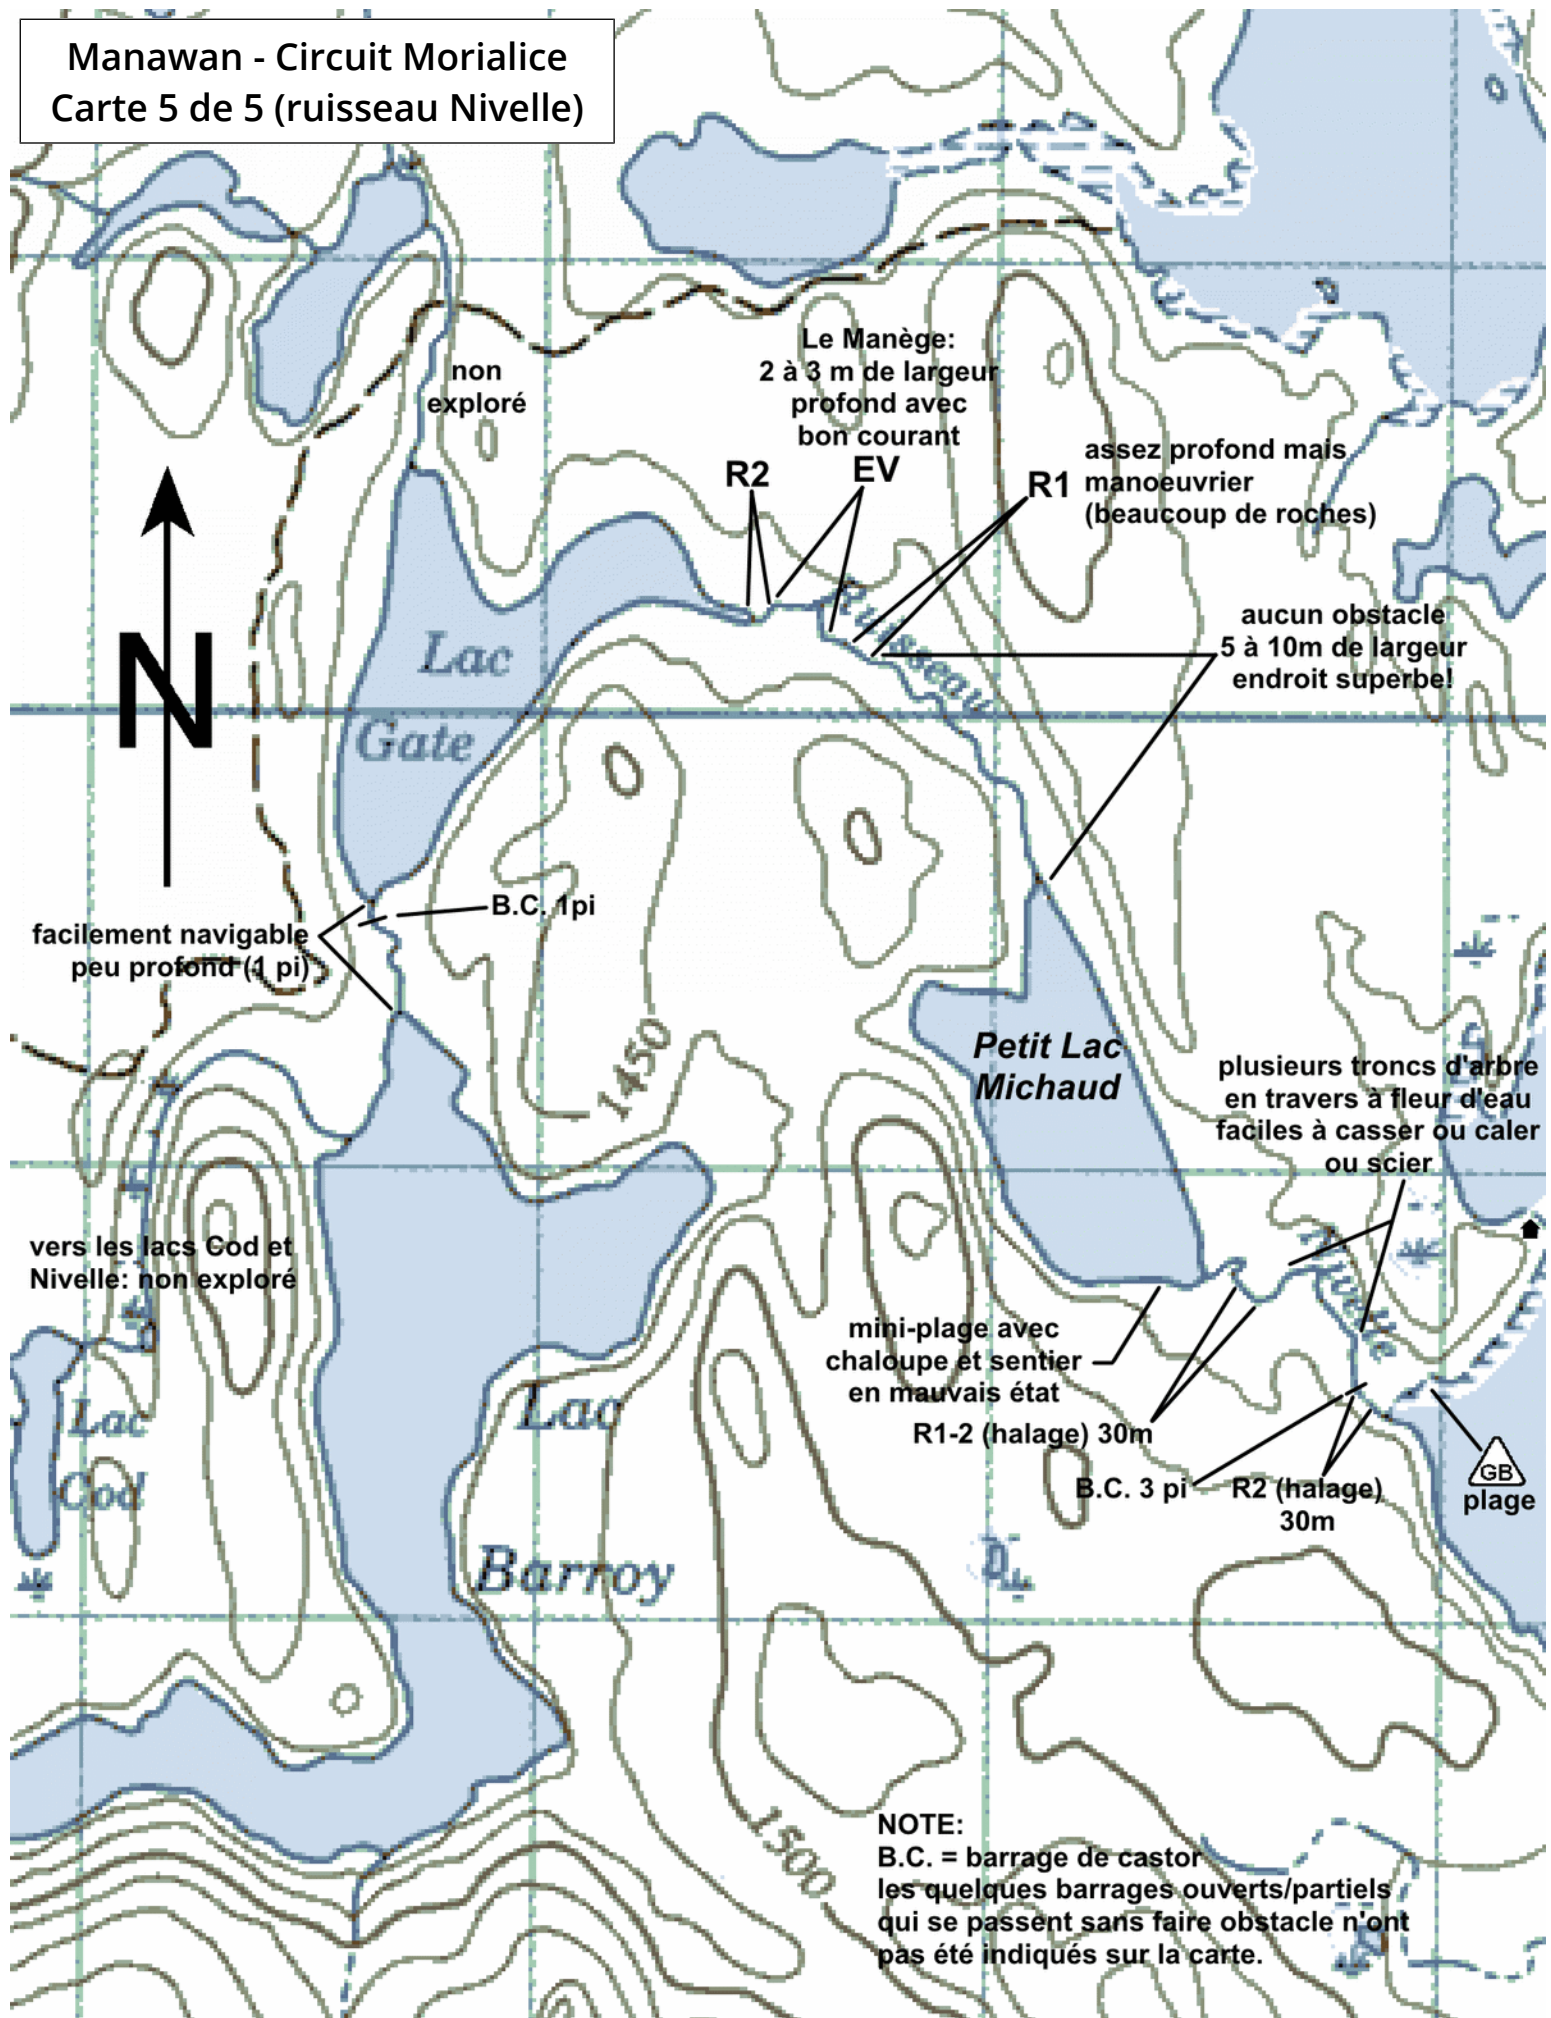 Manawan - Circuit Morialice
Carte 5 de 5 (ruisseau Nivelle)
non
exploré
Le Manège:
2 à 3 m de largeur
profond avec
bon courant
R2
EV
R1
assez profond mais
manoeuvrier
(beaucoup de roches)
Ruisseau
aucun obstacle
5 à 10m de largeur
endroit superbe!
Lac
Gate
N
B.C. 1pi
facilement navigable
peu profond (1 pi)
1450
Petit Lac
Michaud
plusieurs troncs d'arbre
en travers à fleur d'eau
faciles à casser ou caler
ou scier
vers les lacs Cod et
Nivelle: non exploré
Nivelle
mini-plage avec
chaloupe et sentier
en mauvais état
R1-2 (halage) 30m
B.C. 3 pi
R2 (halage)
30m
GB
plage
Lac
Cod
Lac
Barroy
1500
NOTE:
B.C. = barrage de castor
les quelques barrages ouverts/partiels
qui se passent sans faire obstacle n'ont
pas été indiqués sur la carte.